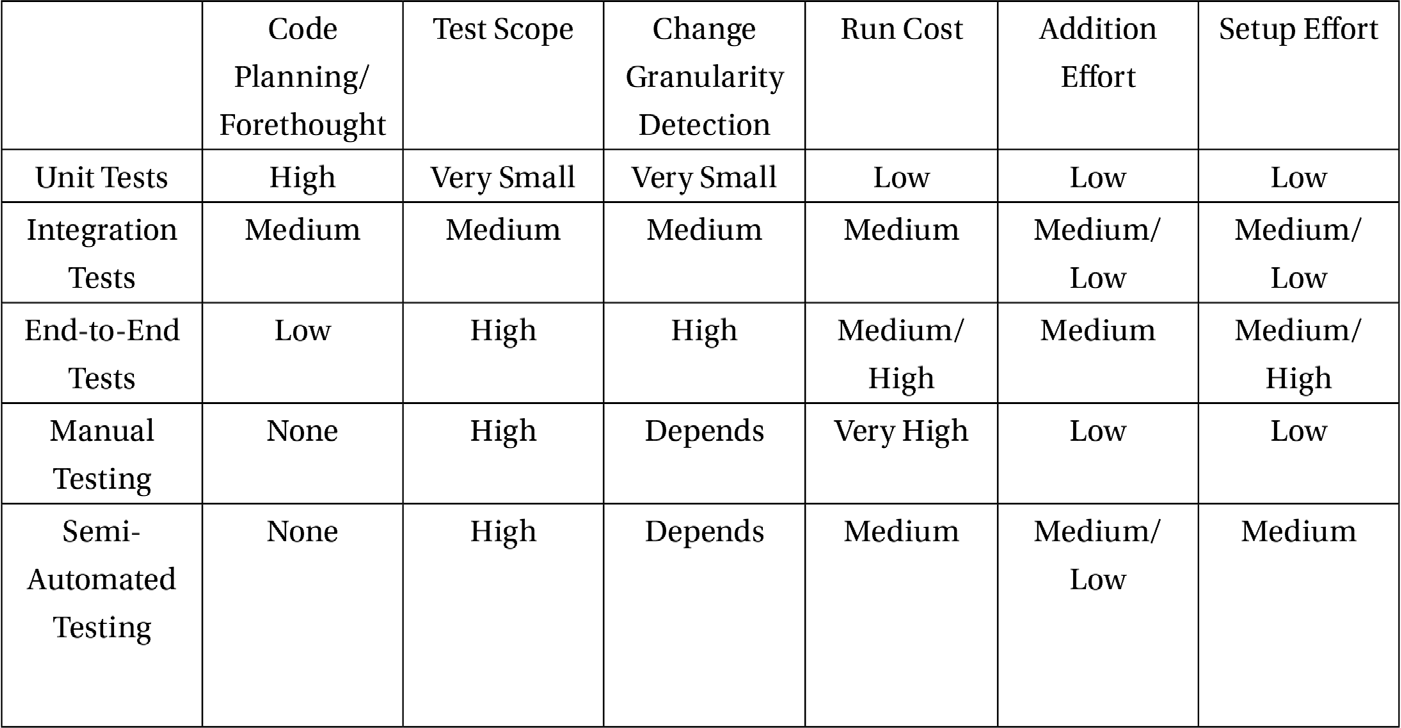 Code Planning/ Forethought Test Scope Change Granularity Detection Run Cost Addition Effort Setup Effort
Unit Tests High Very Small Very Small Low Low Low
Integration Tests Medium Medium Medium Medium Medium/ Low Medium/ Low
End-to-End Tests Low High High Medium/ High Medium Medium/ High
Manual Testing None High Depends Very High Low Low
Semi- Automated Testing None High Depends Medium Medium/ Low Medium